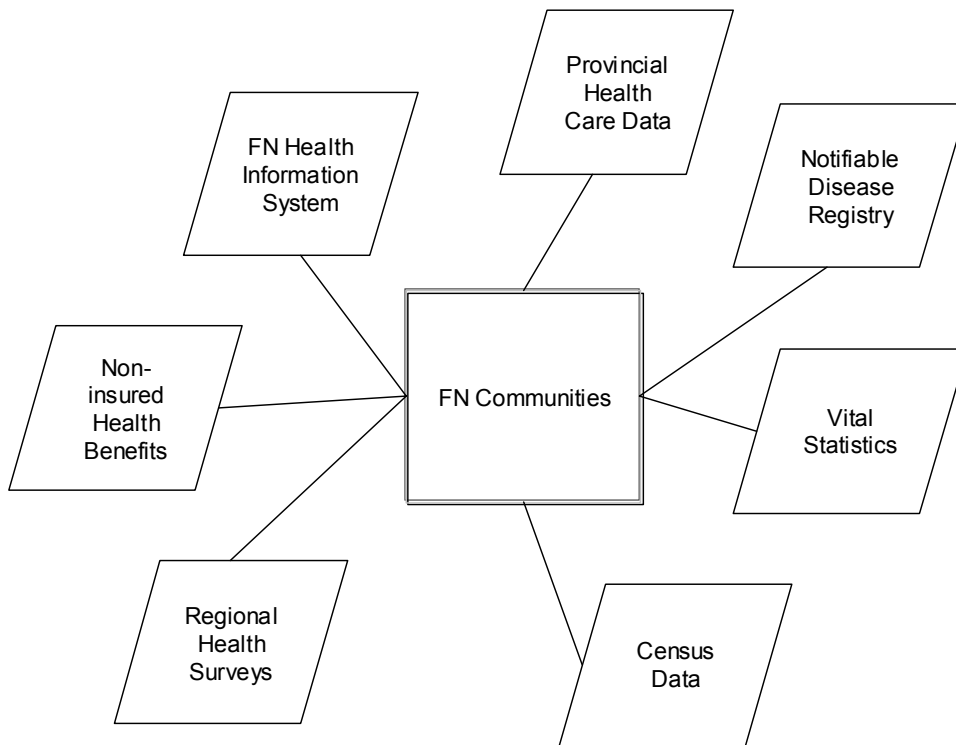 Provincial
Health
Care Data
FN Health
Information
System
Notifiable
Disease
Registry
Non-
insured
Health
Benefits
FN Communities
Vital
Statistics
Regional
Health
Surveys
Census
Data